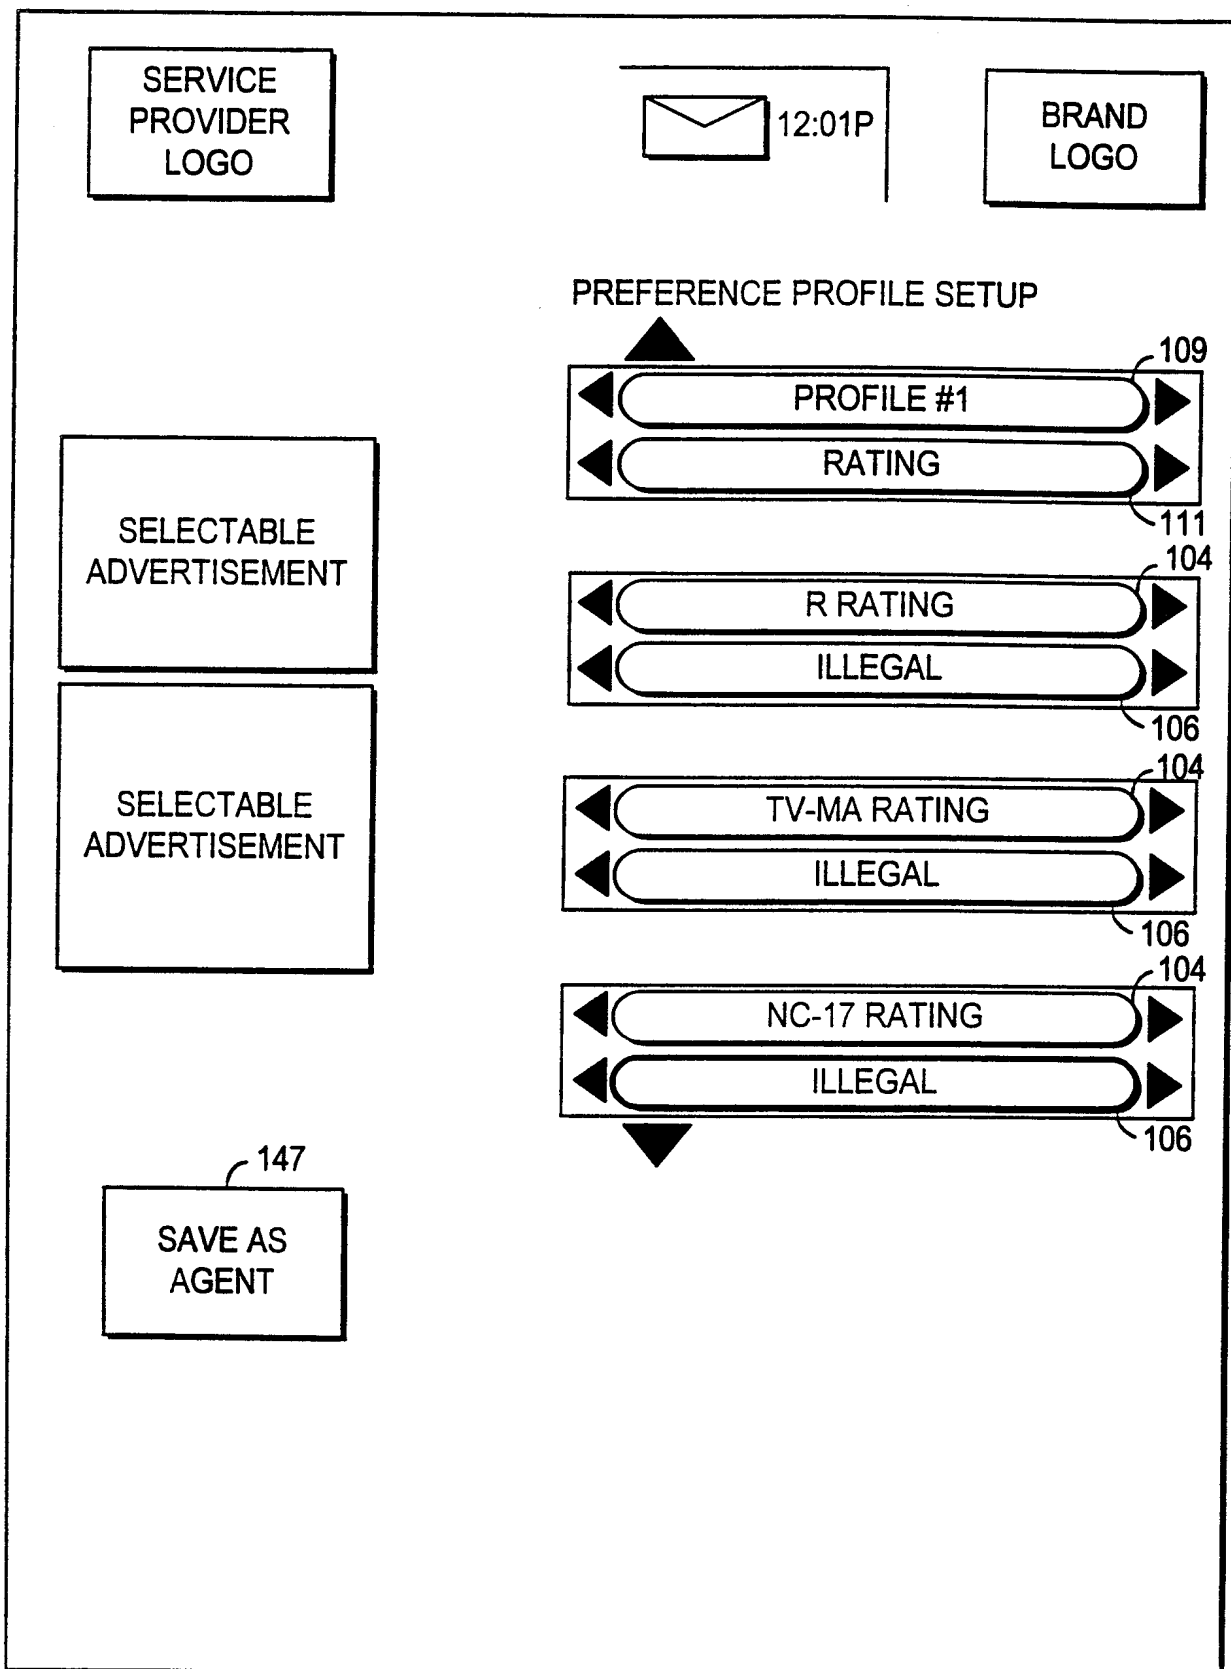 SERVICE
PROVIDER
LOGO
12:01P
BRAND
LOGO
PREFERENCE PROFILE SETUP
109
PROFILE #1
RATING
111
SELECTABLE
ADVERTISEMENT
104
R RATING
ILLEGAL
106
SELECTABLE
ADVERTISEMENT
104
TV-MA RATING
ILLEGAL
106
104
NC-17 RATING
ILLEGAL
106
147
SAVE AS
AGENT